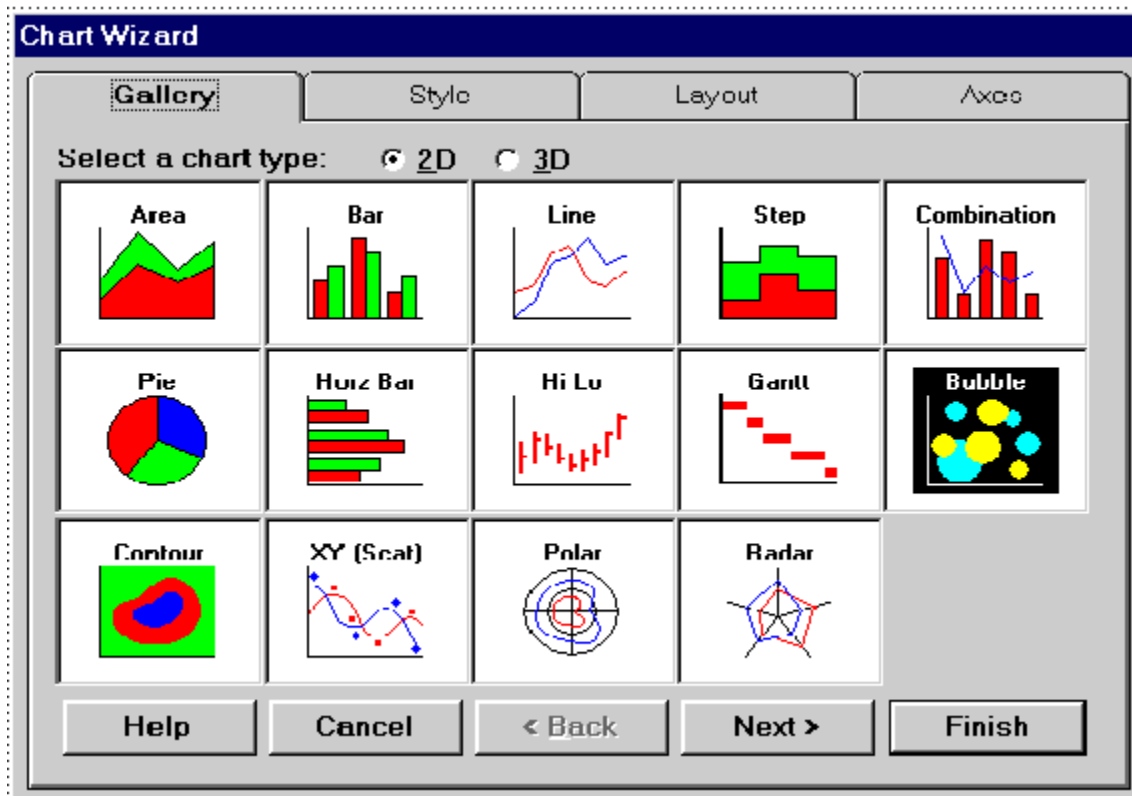 Chart Wizard
Gallery Style Layout Axes
Select a chart type: 2D 3D
Area Bar Line Step Combination
Pie Horz Bar Hi Lo Gantt Bubble
Contour XY (Scat) Polar Radar
Help Cancel < Back Next > Finish